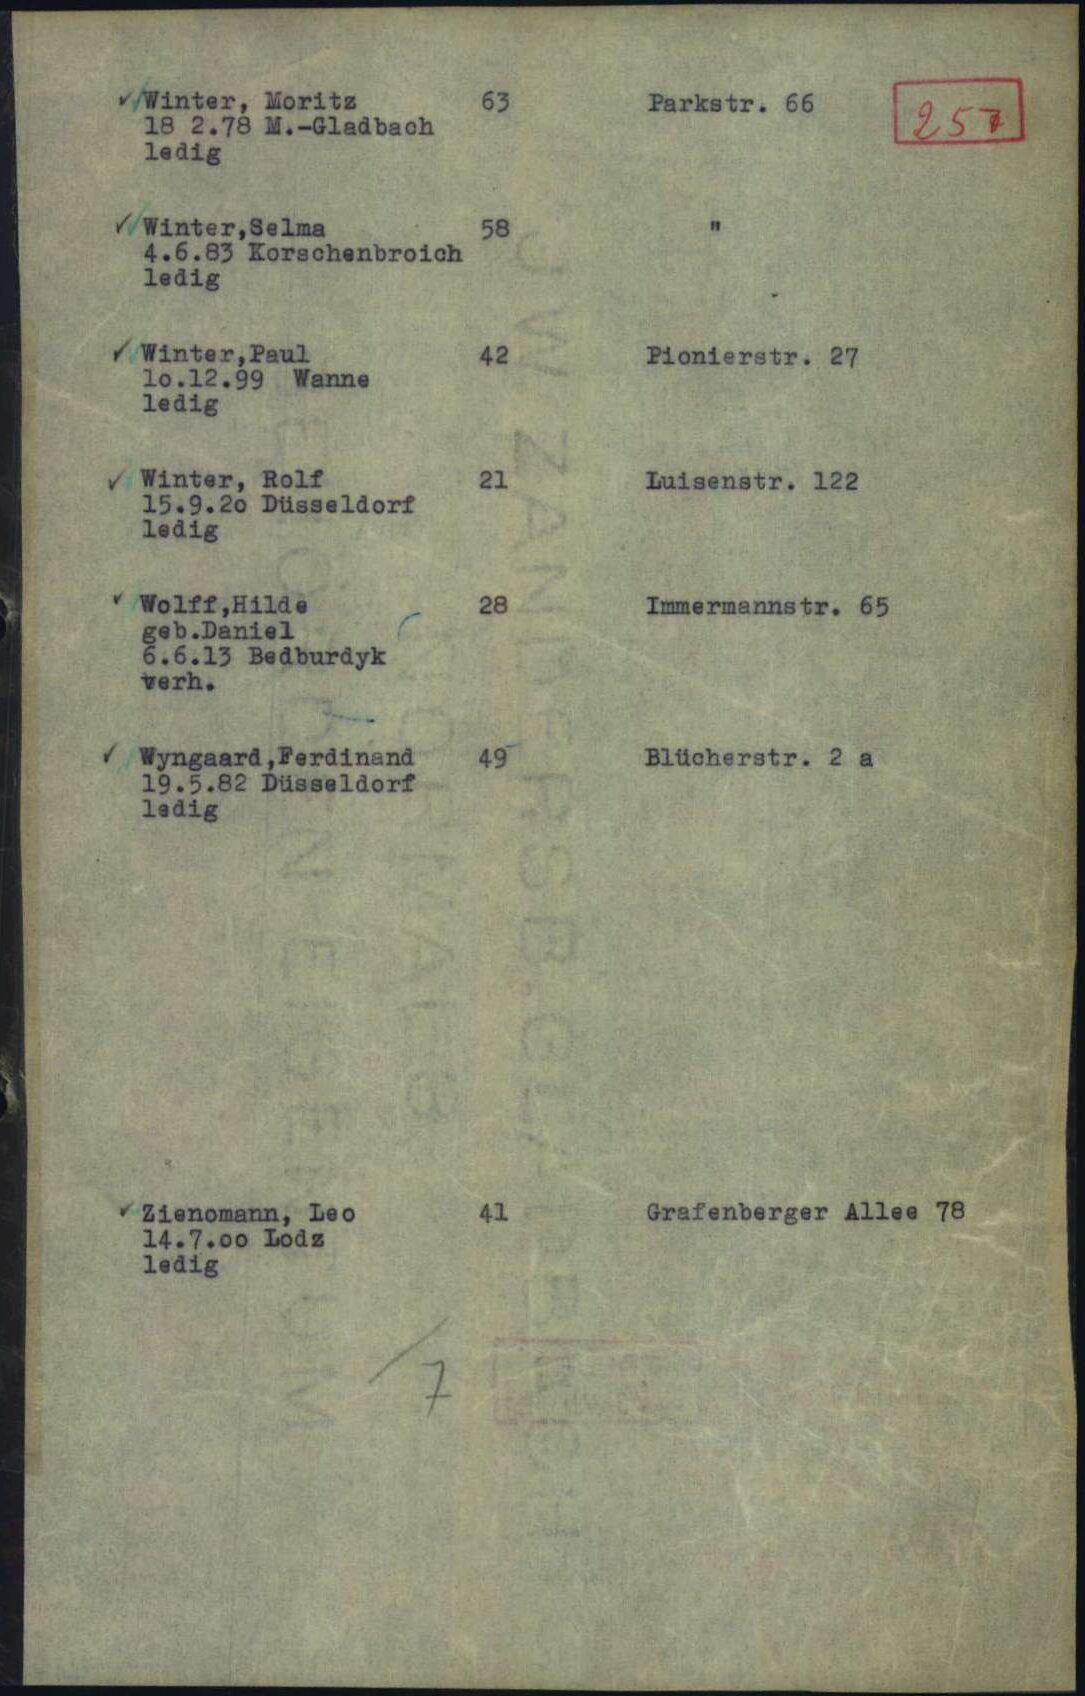 Winter, Moritz 63 Parkstr. 66 257
18 2.78 M.-Gladbach
ledig
Winter,Selma 58 "
4.6.83 Korschenbroich
ledig
Winter,Paul 42 Pionierstr. 27
1o.12.99 Wanne
ledig
Winter, Rolf 21 Luisenstr. 122
15.9.2o Düsseldorf
ledig
Wolff,Hilde 28 Immermannstr. 65
geb.Daniel
6.6.13 Bedburdyk
verh.
Wyngaard,Ferdinand 49 Blücherstr. 2 a
19.5.82 Düsseldorf
ledig
Zienomann, Leo 41 Grafenberger Allee 78
14.7.oo Lodz
ledig
7